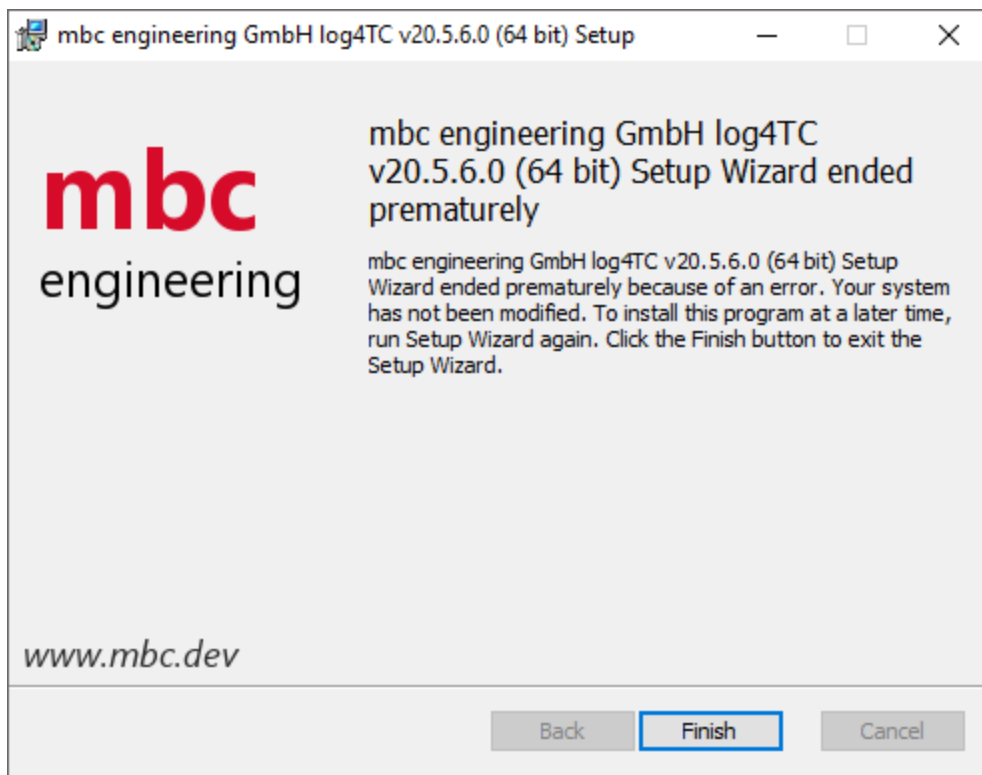 mbc engineering GmbH log4TC v20.5.6.0 (64 bit) Setup
mbc
engineering
mbc engineering GmbH log4TC
v20.5.6.0 (64 bit) Setup Wizard ended
prematurely
mbc engineering GmbH log4TC v20.5.6.0 (64 bit) Setup
Wizard ended prematurely because of an error. Your system
has not been modified. To install this program at a later time,
run Setup Wizard again. Click the Finish button to exit the
Setup Wizard.
www.mbc.dev
Back
Finish
Cancel